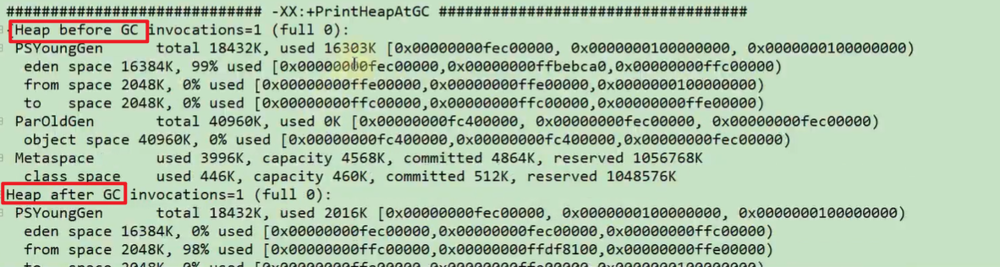 ############################ -XX:+PrintHeapAtGC ##################################
{Heap before GC invocations=1 (full 0):
PSYoungGen total 18432K, used 16303K [0x00000000fec00000, 0x0000000100000000, 0x0000000100000000)
eden space 16384K, 99% used [0x00000000fec00000,0x00000000ffbebca0,0x00000000ffc00000)
from space 2048K, 0% used [0x00000000ffe00000,0x00000000ffe00000,0x0000000100000000)
to space 2048K, 0% used [0x00000000ffc00000,0x00000000ffc00000,0x00000000ffe00000)
ParOldGen total 40960K, used 0K [0x00000000fc400000, 0x00000000fec00000, 0x00000000fec00000)
object space 40960K, 0% used [0x00000000fc400000,0x00000000fc400000,0x00000000fec00000)
Metaspace used 3996K, capacity 4568K, committed 4864K, reserved 1056768K
class space used 446K, capacity 460K, committed 512K, reserved 1048576K
Heap after GC invocations=1 (full 0):
PSYoungGen total 18432K, used 2016K [0x00000000fec00000, 0x0000000100000000, 0x0000000100000000)
eden space 16384K, 0% used [0x00000000fec00000,0x00000000fec00000,0x00000000ffc00000)
from space 2048K, 98% used [0x00000000ffc00000,0x00000000ffdf8100,0x00000000ffe00000)
to space 2048K, 0% used [0x00000000ffe00000,0x00000000ffe00000,0x0000000100000000)